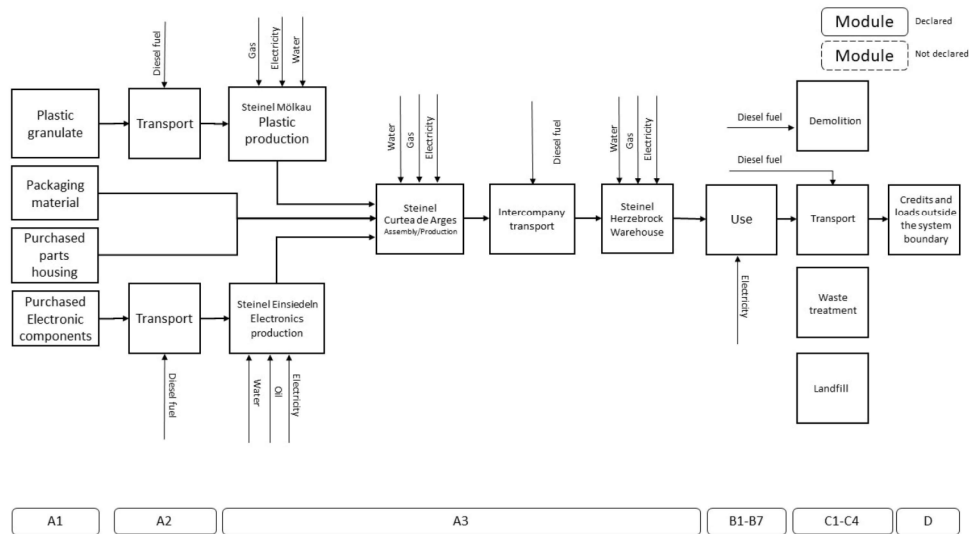 Module
Declared
Module
Not declared
Diesel fuel
Gas
Electricity
Water
Plastic
granulate
Transport
Steinel Mölkau
Plastic
production
Packaging
material
Purchased
parts
housing
Purchased
Electronic
components
Transport
Diesel fuel
Steinel Einsiedeln
Electronics
production
Water
Oil
Electricity
Water
Gas
Electricity
Steinel
Curtea de Arges
Assembly/Production
Diesel fuel
Intercompany
transport
Water
Gas
Electricity
Steinel
Herzebrock
Warehouse
Use
Electricity
Diesel fuel
Demolition
Diesel fuel
Transport
Waste
treatment
Landfill
Credits and
loads outside
the system
boundary
A1
A2
A3
B1-B7
C1-C4
D